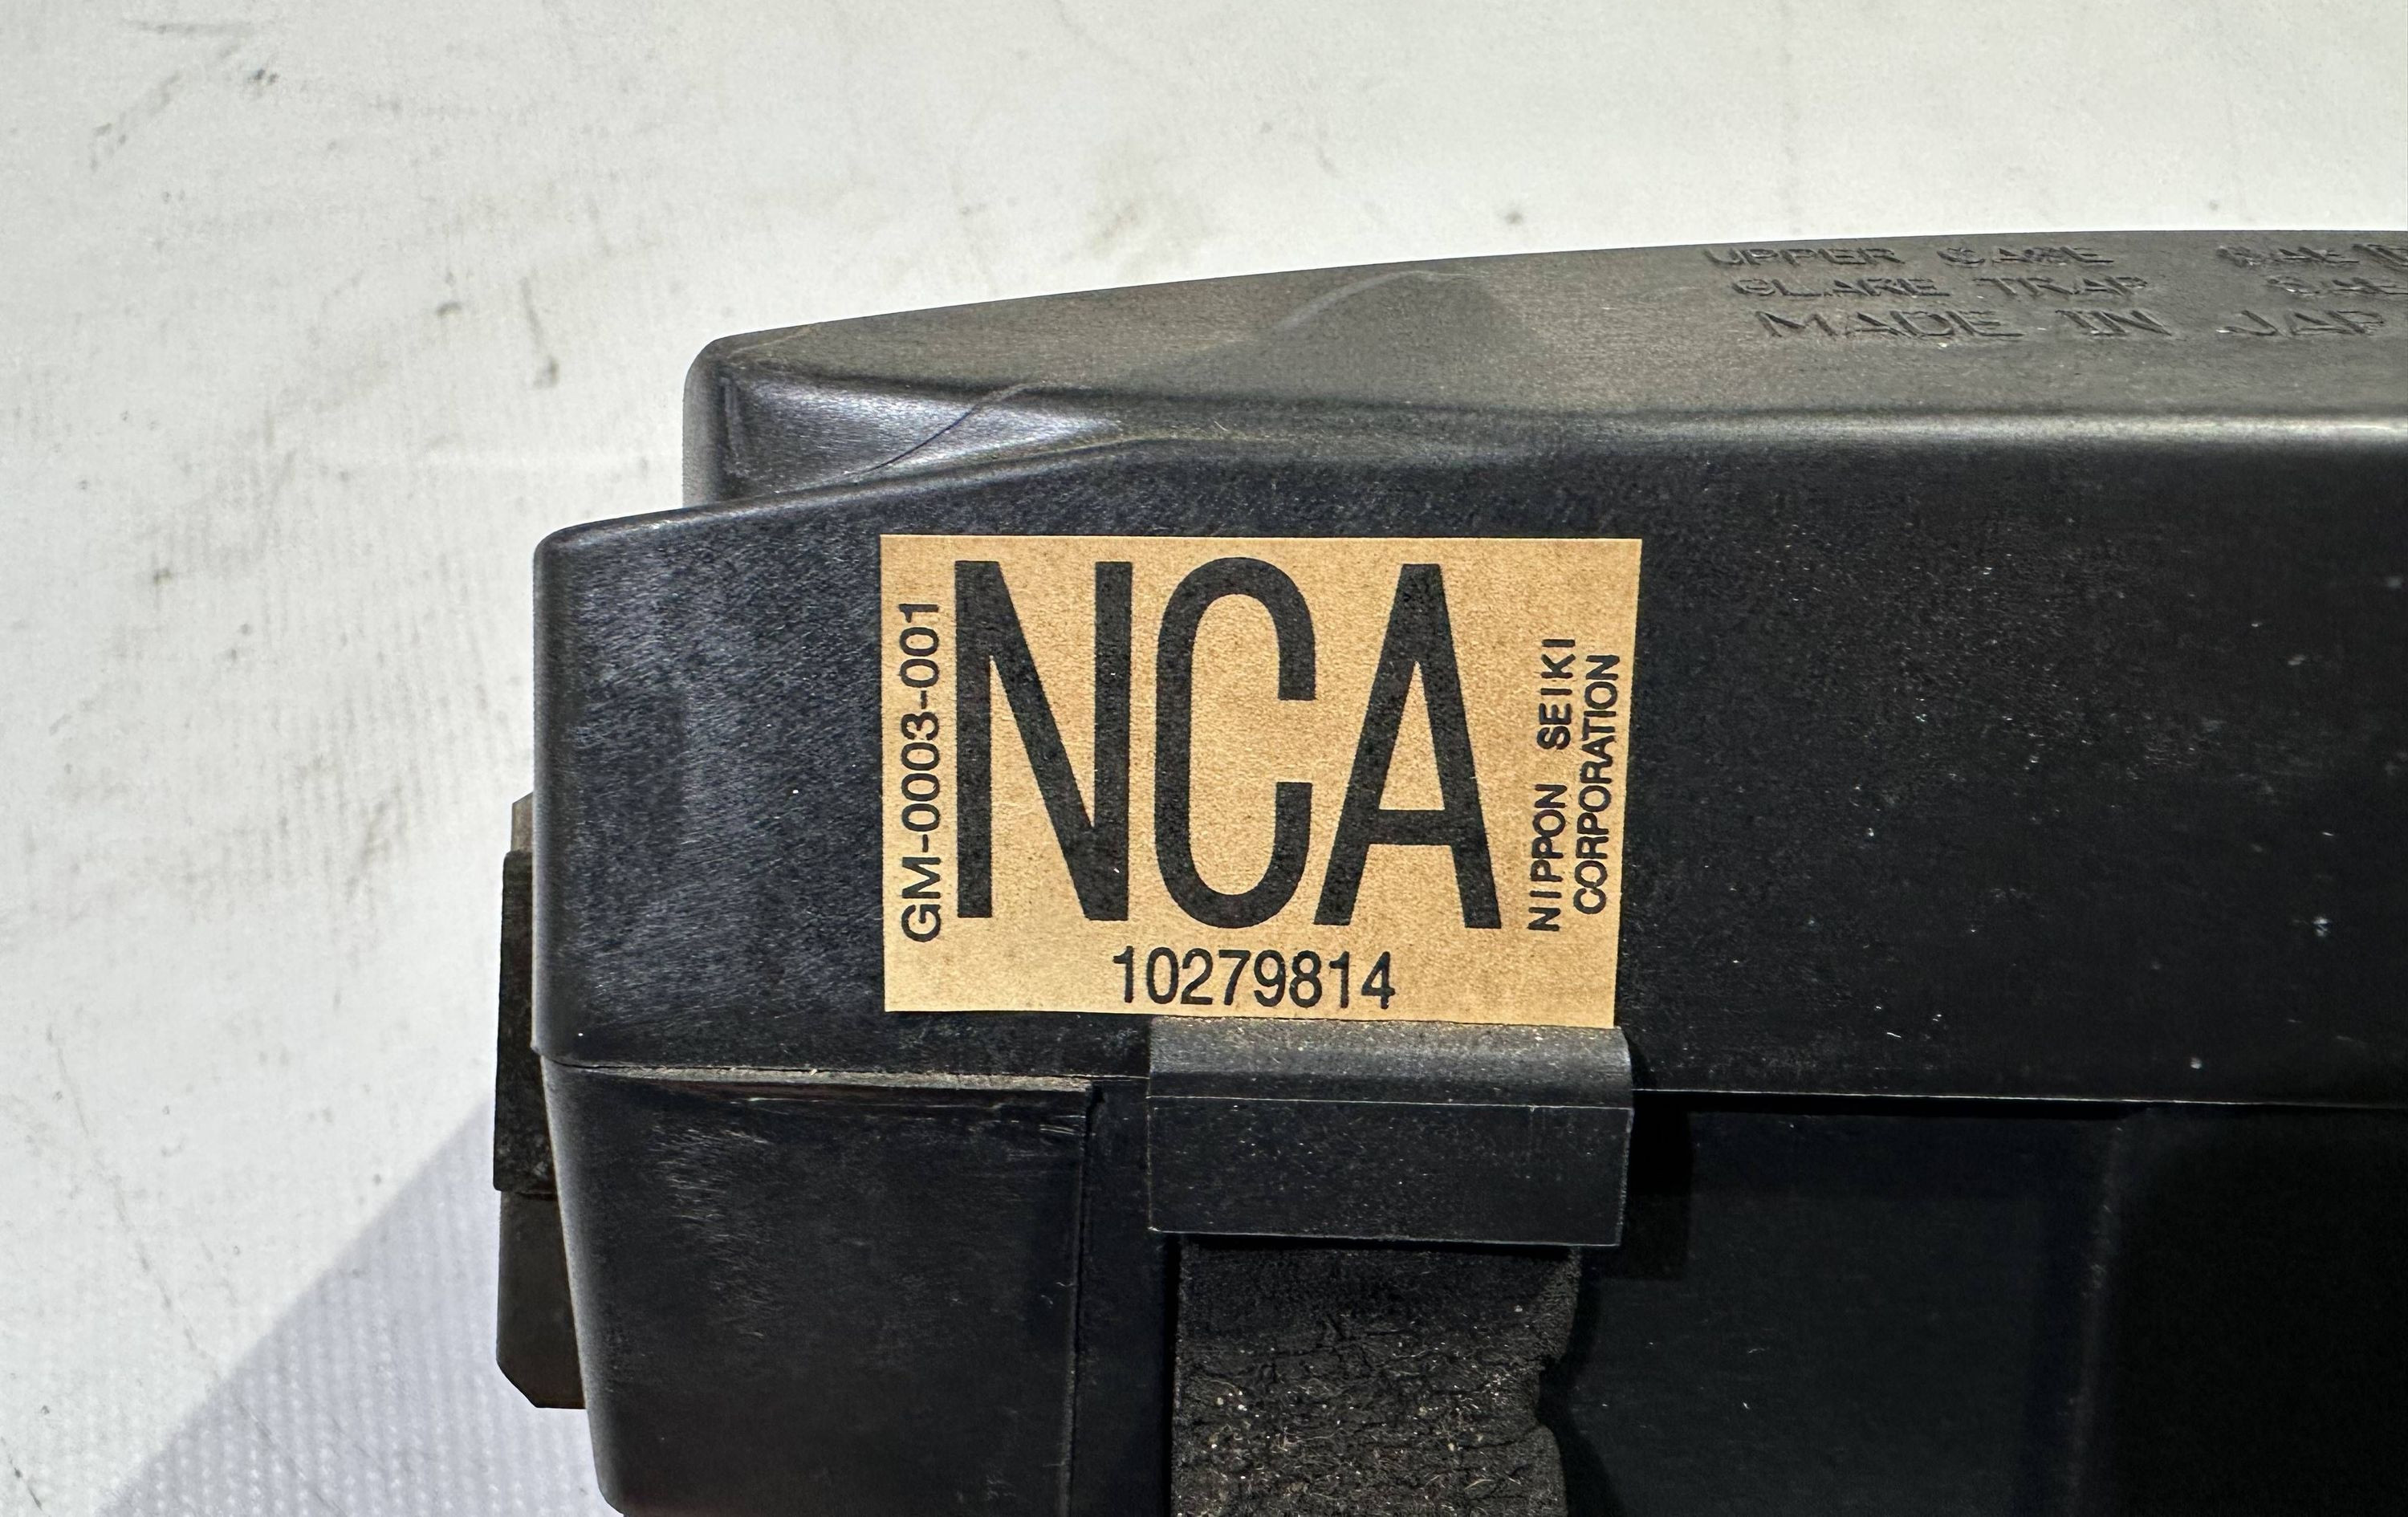 UPPER CASE
GLARE TRAP
MADE IN JAP
GM-0003-001
NCA
NIPPON SEIKI
CORPORATION
10279814